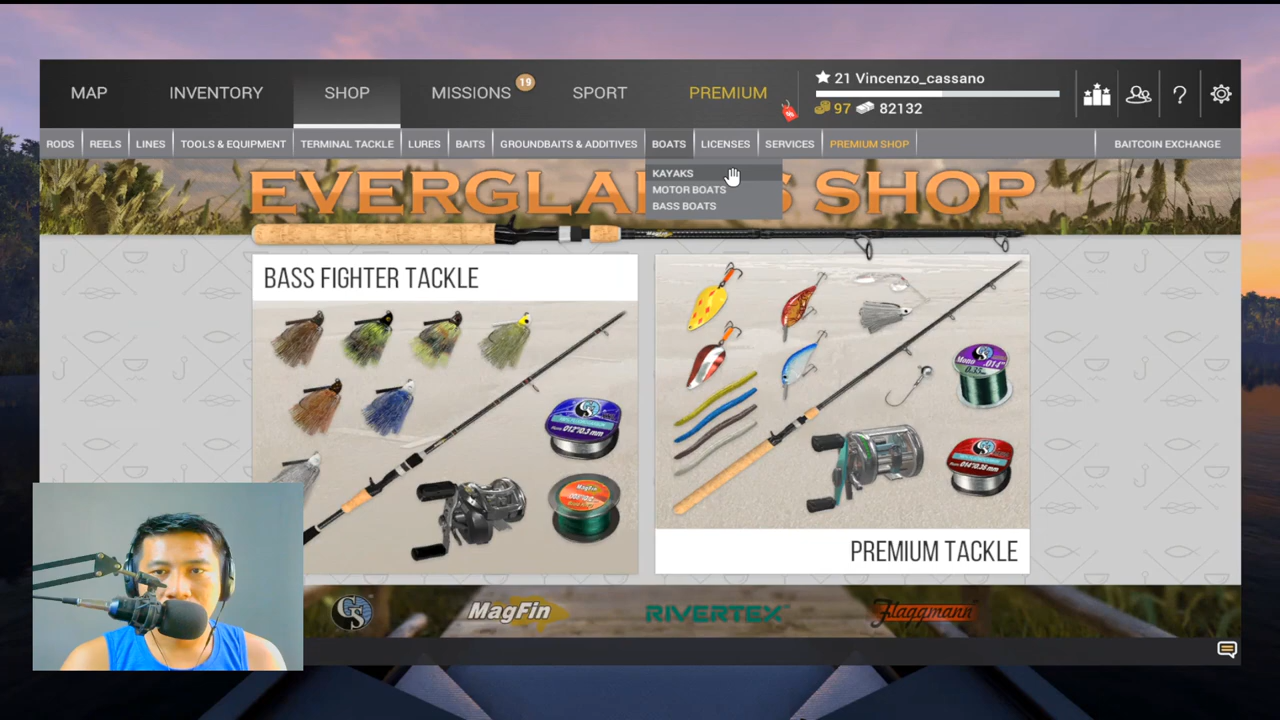 MAP INVENTORY SHOP MISSIONS 19 SPORT PREMIUM
21 Vincenzo_cassano
97 82132
?
RODS REELS LINES TOOLS & EQUIPMENT TERMINAL TACKLE LURES BAITS GROUNDBAITS & ADDITIVES BOATS LICENSES SERVICES PREMIUM SHOP BAITCOIN EXCHANGE
KAYAKS
MOTOR BOATS
BASS BOATS
EVERGLA S SHOP
BASS FIGHTER TACKLE
PREMIUM TACKLE
MagFin RIVERTEX Flaggmann